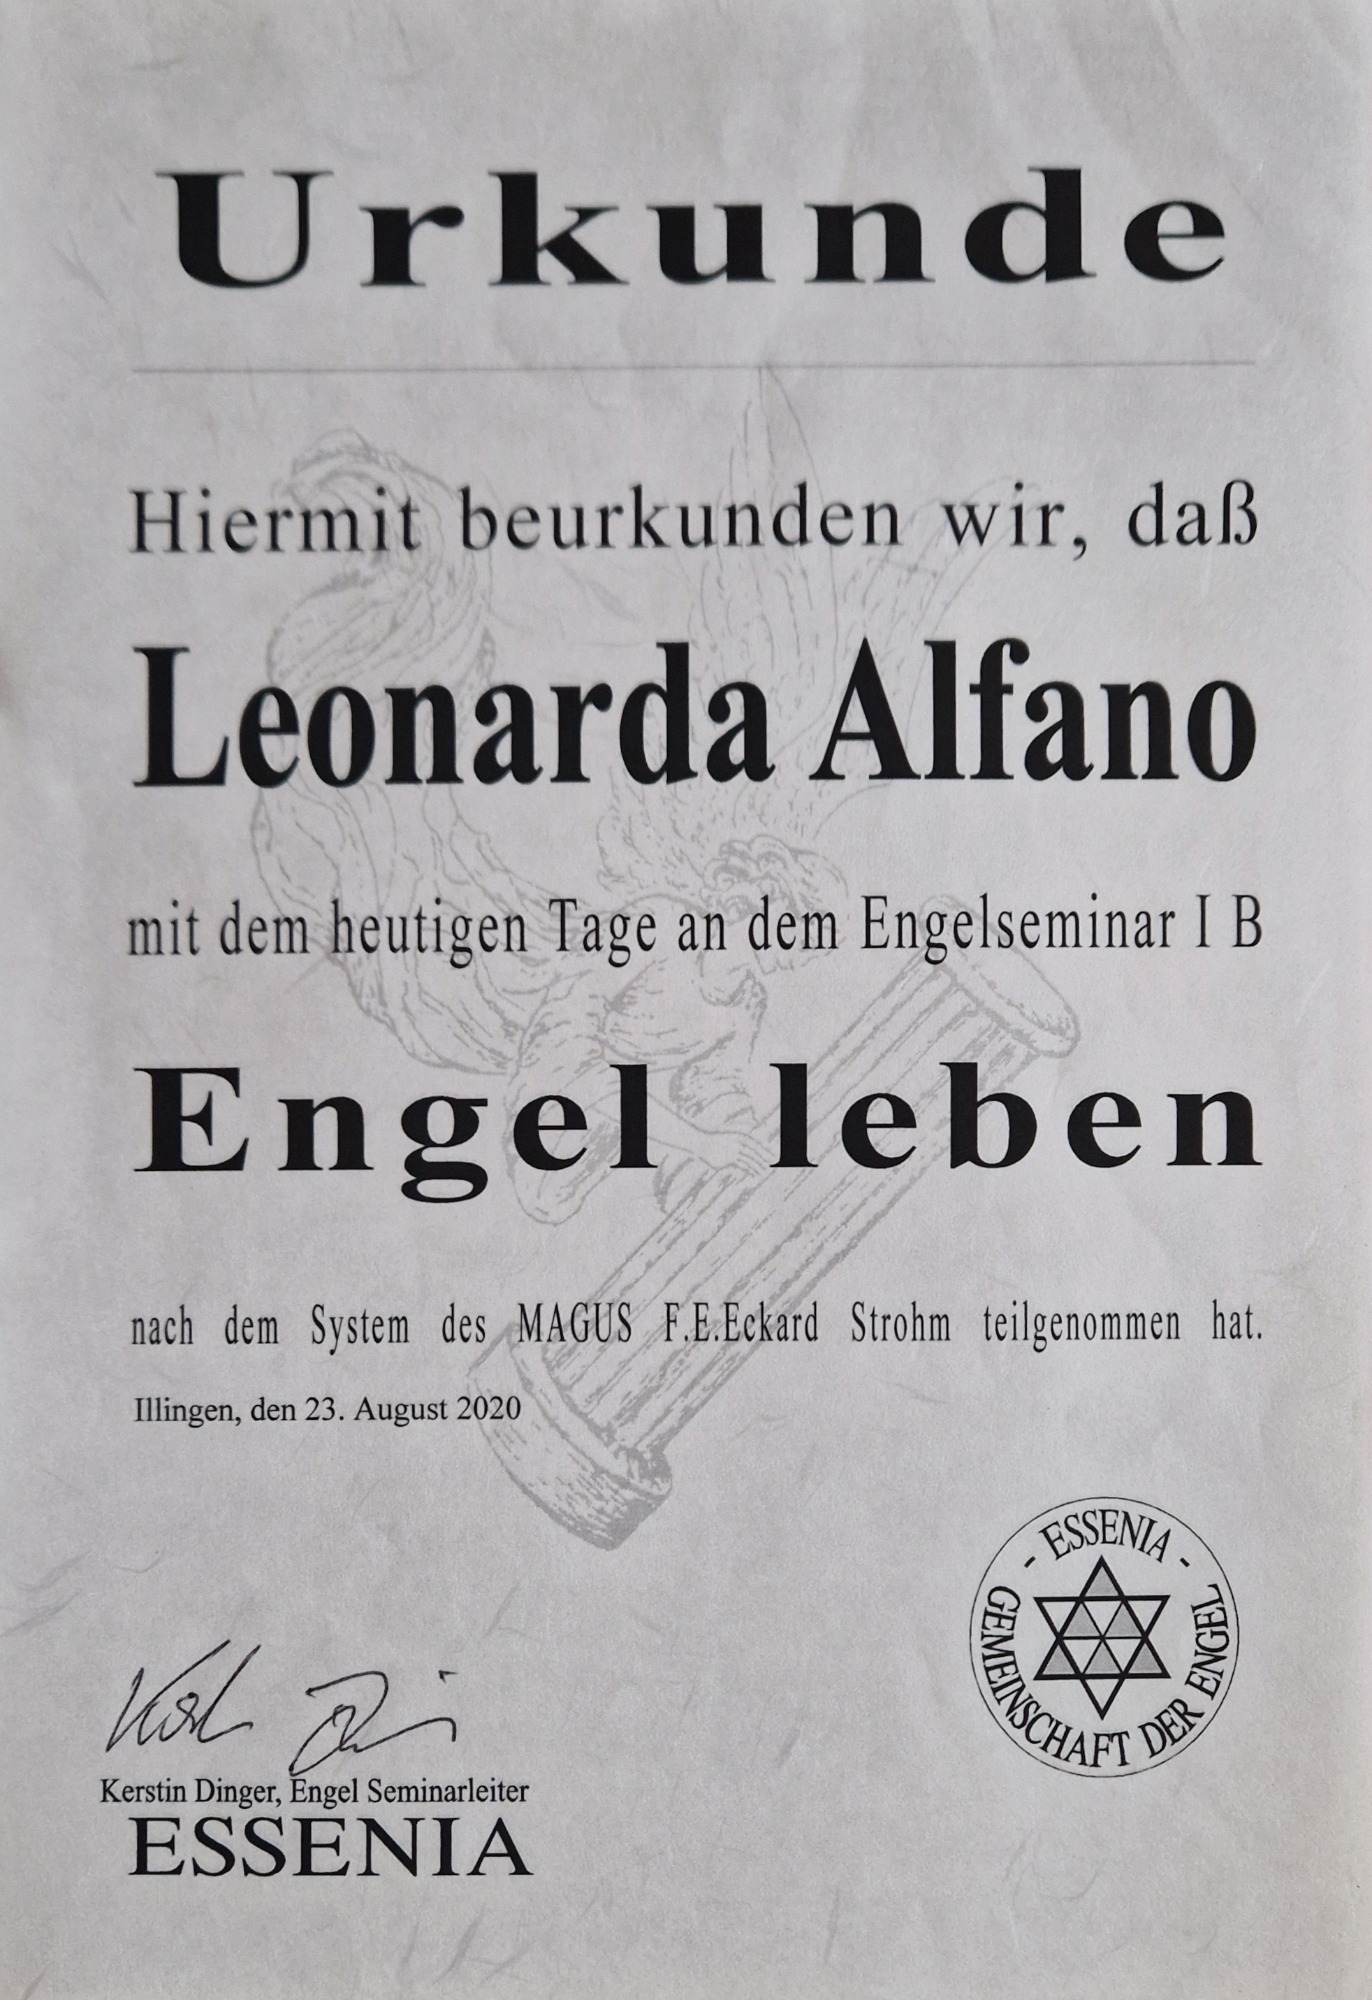 Urkunde
Hiermit beurkunden wir, daß
Leonarda Alfano
mit dem heutigen Tage an dem Engelseminar I B
Engel leben
nach dem System des MAGUS F.E.Eckard Strohm teilgenommen hat.
Illingen, den 23. August 2020
- ESSENIA -
GEMEINSCHAFT DER ENGEL
Kerstin Dinger, Engel Seminarleiter
ESSENIA